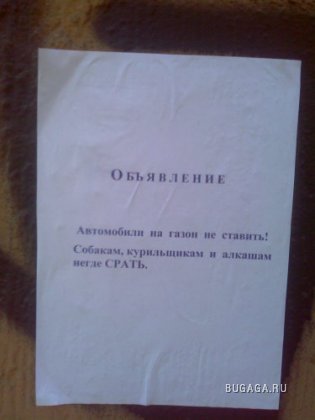 ОБЪЯВЛЕНИЕ
Автомобили на газон не ставить!
Собакам, курильщикам и алкашам
негде СРАТЬ.
BUGAGA.RU